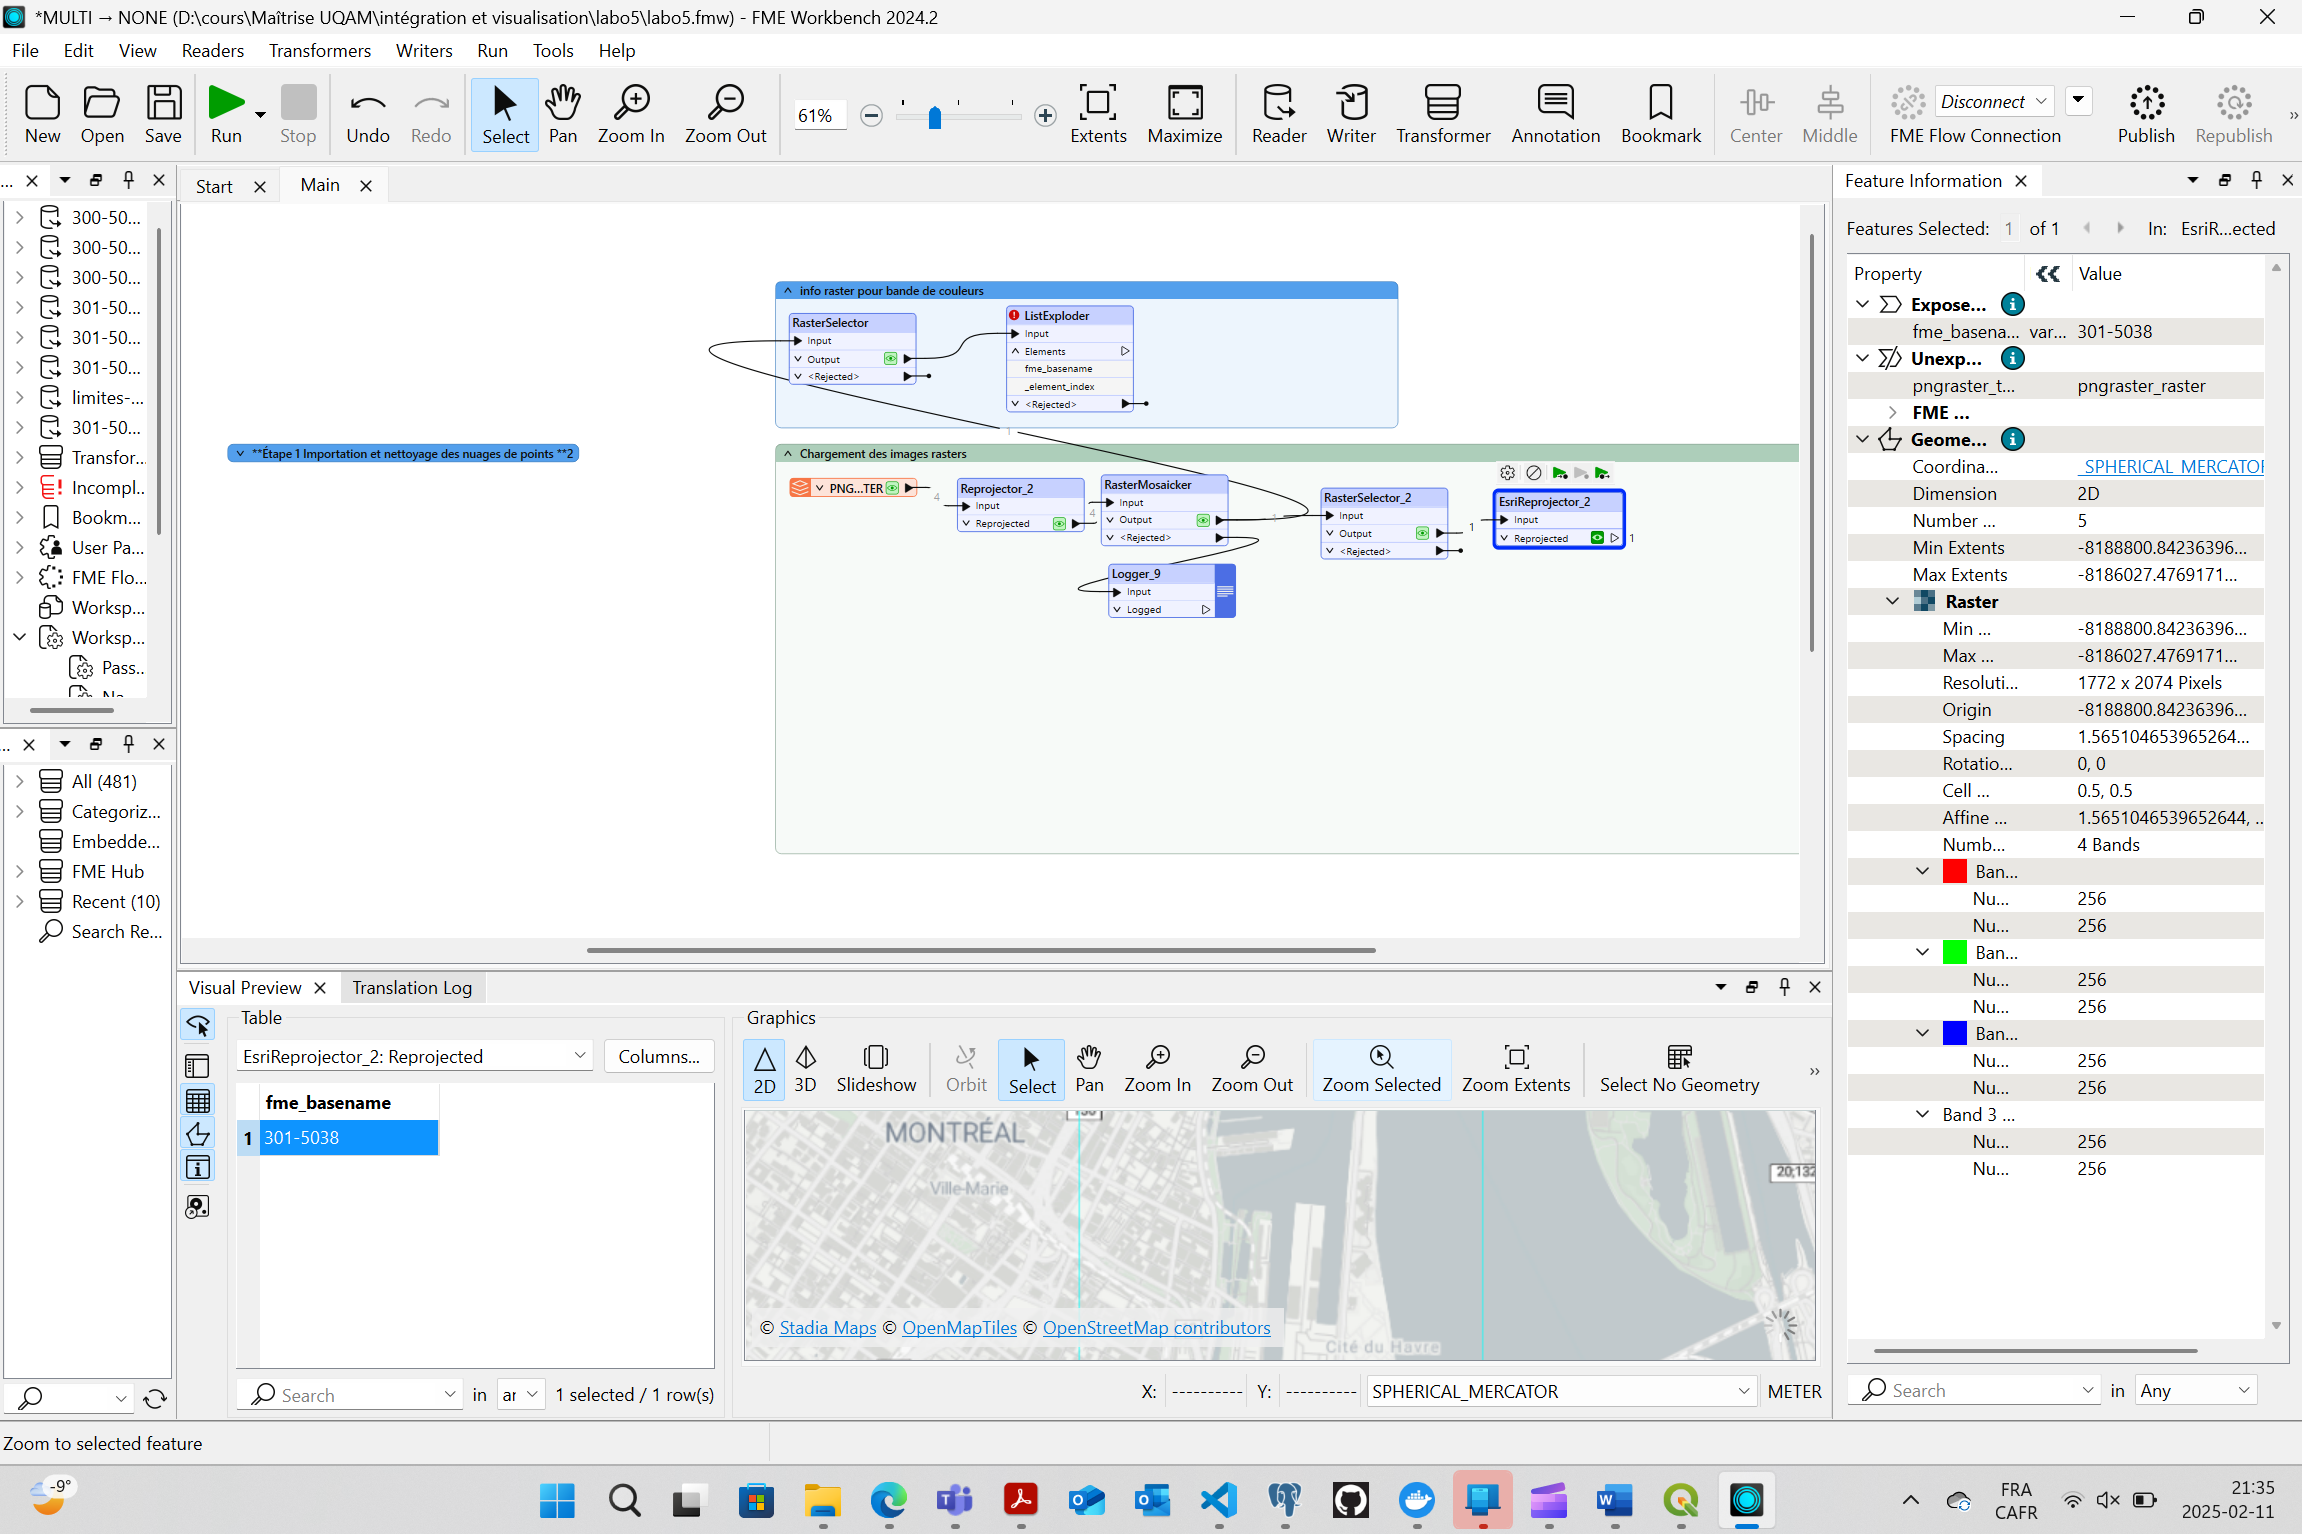 *MULTI → NONE (D:\cours\Maîtrise UQAM\intégration et visualisation\labo5\labo5.fmw) - FME Workbench 2024.2
File Edit View Readers Transformers Writers Run Tools Help
New Open Save Run Stop Undo Redo Select Pan Zoom In Zoom Out 61% Extents Maximize Reader Writer Transformer Annotation Bookmark Center Middle Disconnect FME Flow Connection Publish Republish
...
300-50...
300-50...
300-50...
301-50...
301-50...
301-50...
limites-...
301-50...
Transfor...
Incompl...
Bookm...
User Pa...
FME Flo...
Worksp...
Worksp...
Pass...
...
All (481)
Categoriz...
Embedde...
FME Hub
Recent (10)
Search Re...
Start Main
info raster pour bande de couleurs
RasterSelector
Input
Output
<Rejected>
ListExploder
Input
Elements
fme_basename
_element_index
<Rejected>
1
**Étape 1 Importation et nettoyage des nuages de points **2
Chargement des images rasters
PNG...TER
4
Reprojector_2
Input
Reprojected
4
RasterMosaicker
Input
Output
<Rejected>
1
Logger_9
Input
Logged
RasterSelector_2
Input
Output
<Rejected>
1
EsriReprojector_2
Input
Reprojected
1
Visual Preview Translation Log
Table
EsriReprojector_2: Reprojected Columns...
fme_basename
1 301-5038
Search in ar 1 selected / 1 row(s)
Graphics
2D 3D Slideshow Orbit Select Pan Zoom In Zoom Out Zoom Selected Zoom Extents Select No Geometry
MONTRÉAL
Ville-Marie
20;132
Cité du Havre
© Stadia Maps © OpenMapTiles © OpenStreetMap contributors
X: ---------- Y: ---------- SPHERICAL_MERCATOR METER
Feature Information
Features Selected: 1 of 1 In: EsriR...ected
Property Value
Expose...
fme_basena... var... 301-5038
Unexp...
pngraster_t... pngraster_raster
FME ...
Geome...
Coordina... _SPHERICAL_MERCATOR
Dimension 2D
Number ... 5
Min Extents -8188800.84236396...
Max Extents -8186027.4769171...
Raster
Min ... -8188800.84236396...
Max ... -8186027.4769171...
Resoluti... 1772 x 2074 Pixels
Origin -8188800.84236396...
Spacing 1.565104653965264...
Rotatio... 0, 0
Cell ... 0.5, 0.5
Affine ... 1.5651046539652644, ...
Numb... 4 Bands
Ban...
Nu... 256
Nu... 256
Ban...
Nu... 256
Nu... 256
Ban...
Nu... 256
Nu... 256
Band 3 ...
Nu... 256
Nu... 256
Search in Any
Zoom to selected feature
-9°
FRA
CAFR
21:35
2025-02-11